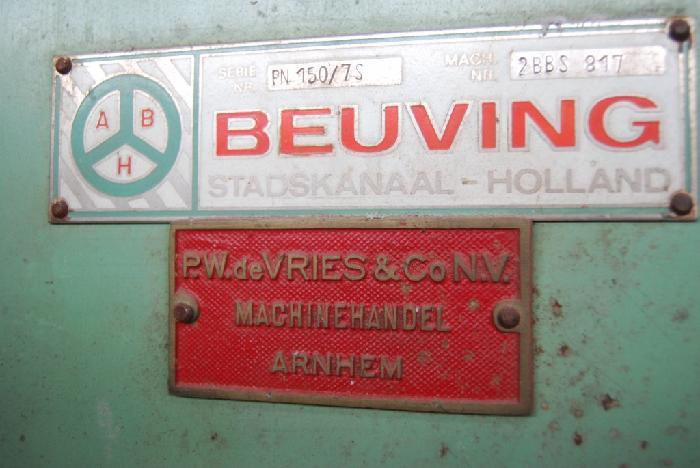 SERIE NR. PN 150/7S MACH. NR. 2BBS 817
A B H
BEUVING
STADSKANAAL - HOLLAND
P.W. de VRIES & Co N.V.
MACHINEHANDEL
ARNHEM